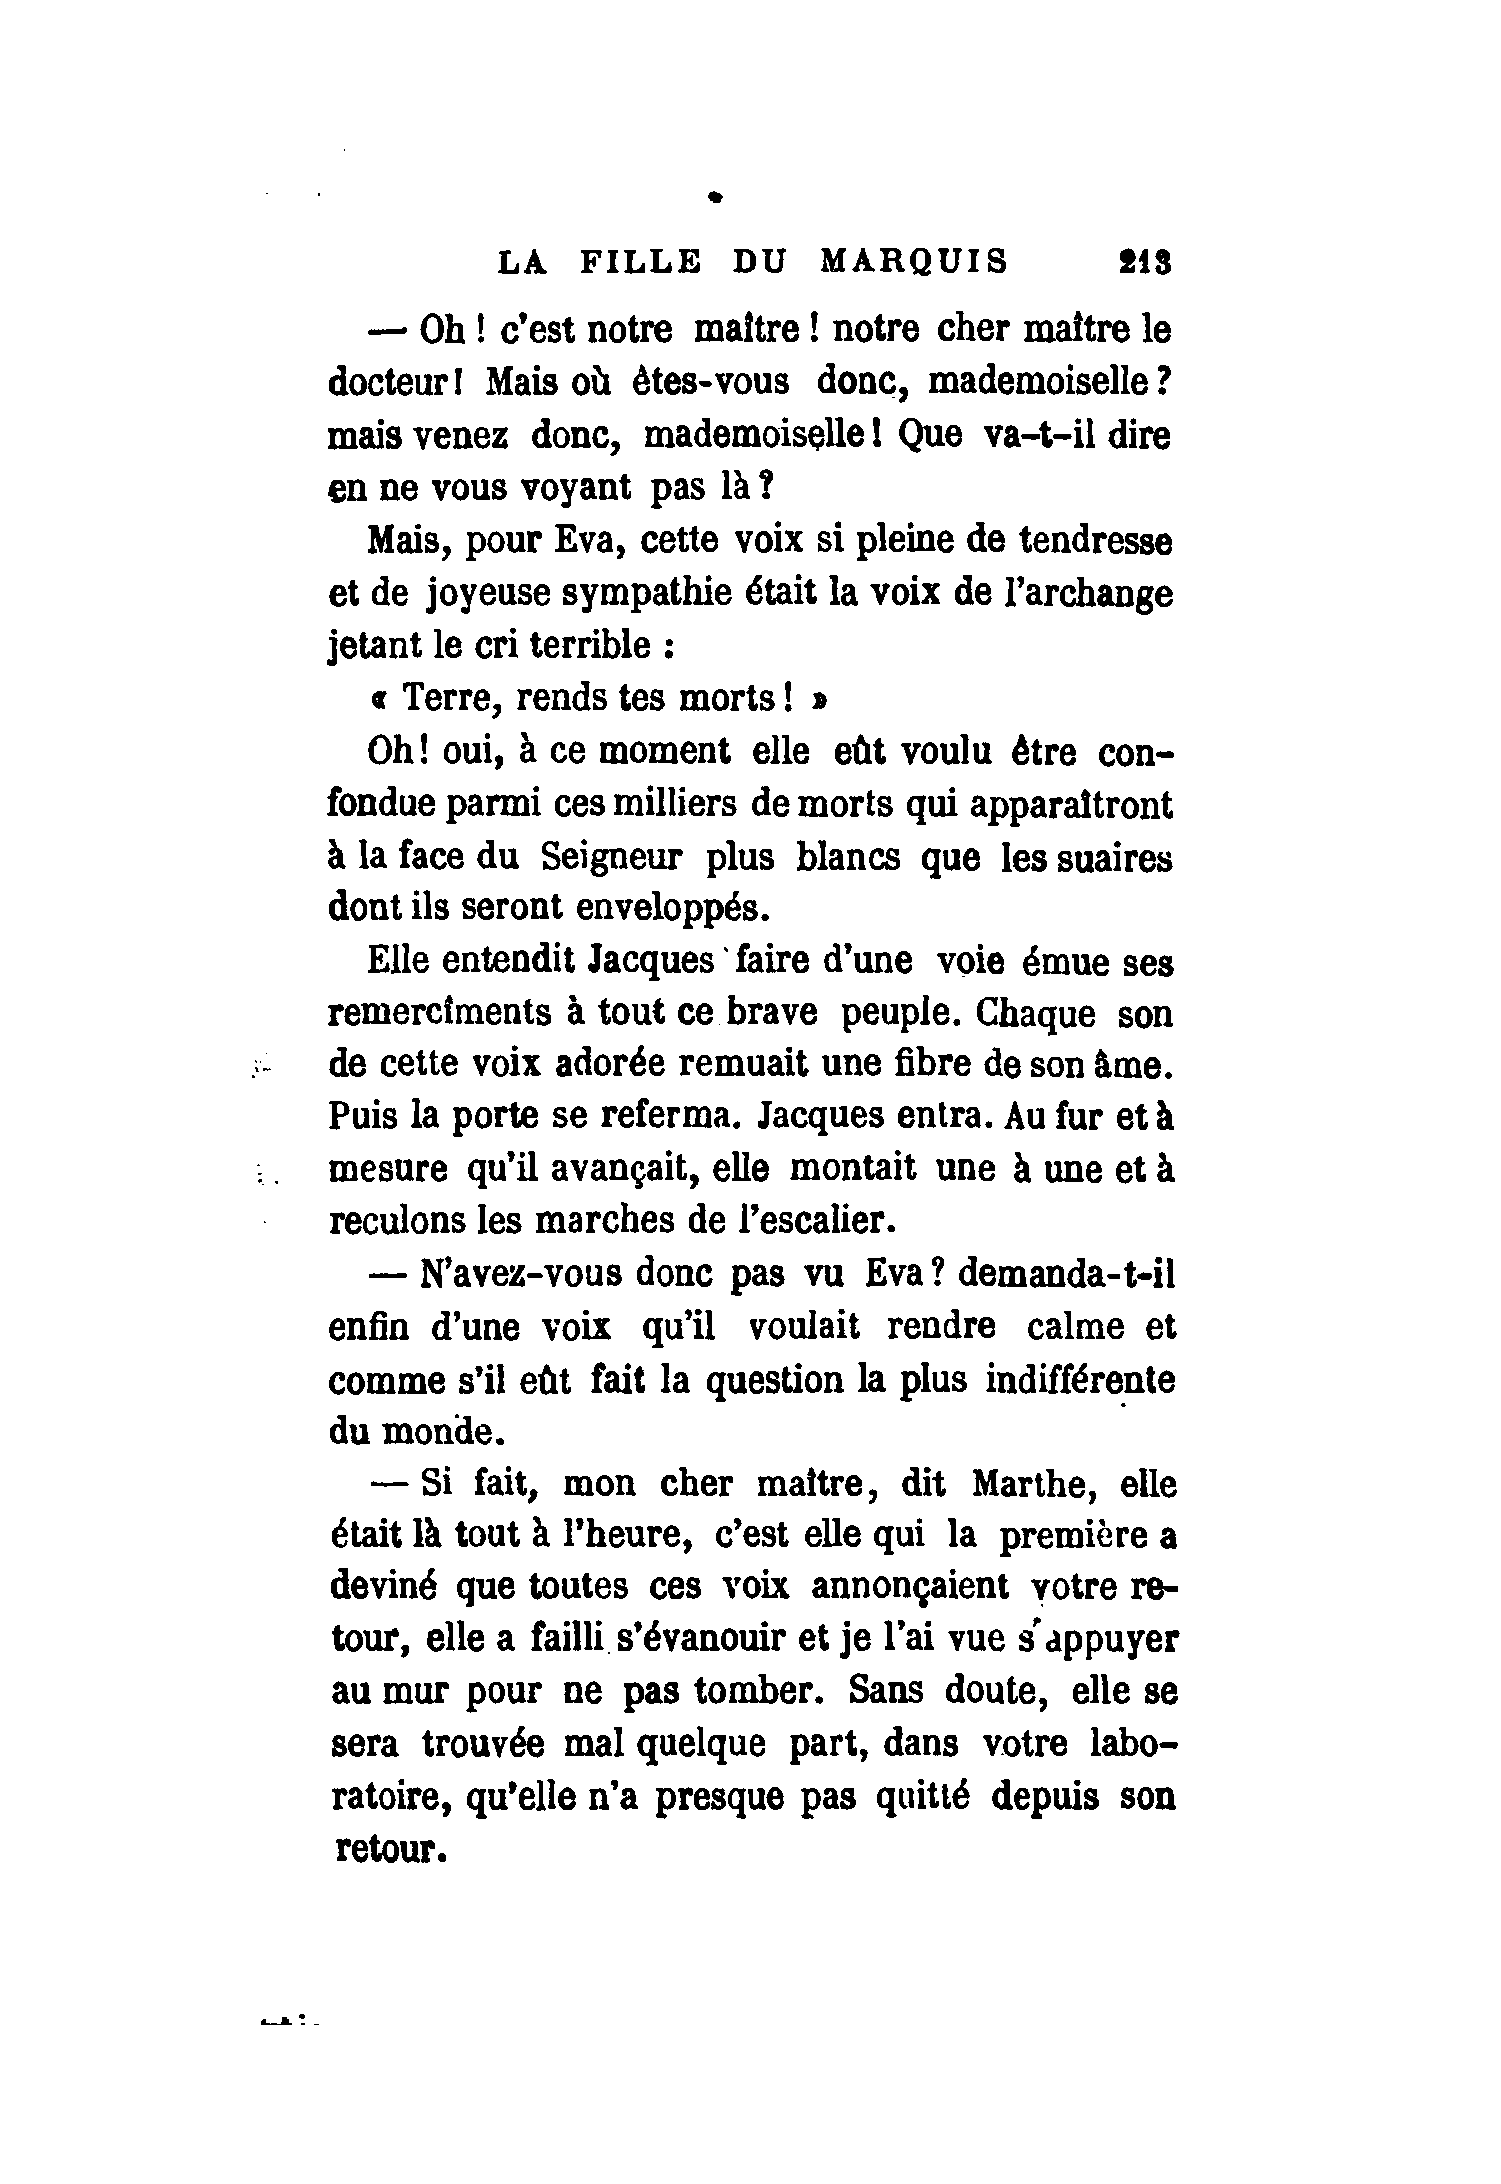 LA FILLE DU MARQUIS 213
— Oh ! c'est notre maître ! notre cher maître le
docteur! Mais où êtes-vous donc, mademoiselle ?
mais venez donc, mademoiselle ! Que va-t-il dire
en ne vous voyant pas là ?
Mais, pour Eva, cette voix si pleine de tendresse
et de joyeuse sympathie était la voix de l'archange
jetant le cri terrible :
« Terre, rends tes morts ! »
Oh! oui, à ce moment elle eût voulu être con-
fondue parmi ces milliers de morts qui apparaîtront
à la face du Seigneur plus blancs que les suaires
dont ils seront enveloppés.
Elle entendit Jacques faire d'une voie émue ses
remercîments à tout ce brave peuple. Chaque son
de cette voix adorée remuait une fibre de son âme.
Puis la porte se referma. Jacques entra. Au fur et à
mesure qu'il avançait, elle montait une à une et à
reculons les marches de l'escalier.
— N'avez-vous donc pas vu Eva ? demanda-t-il
enfin d'une voix qu'il voulait rendre calme et
comme s'il eût fait la question la plus indifférente
du monde.
— Si fait, mon cher maître, dit Marthe, elle
était là tout à l'heure, c'est elle qui la première a
deviné que toutes ces voix annonçaient votre re-
tour, elle a failli s'évanouir et je l'ai vue s'appuyer
au mur pour ne pas tomber. Sans doute, elle se
sera trouvée mal quelque part, dans votre labo-
ratoire, qu'elle n'a presque pas quitté depuis son
retour.